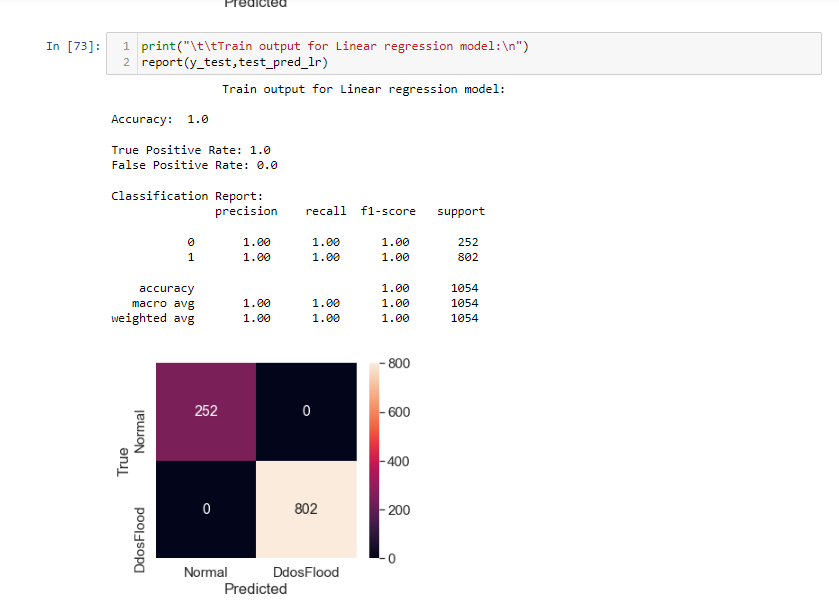 Predicted
In [73]: 1 print("\t\tTrain output for Linear regression model:\n")
2 report(y_test,test_pred_lr)
Train output for Linear regression model:
Accuracy: 1.0
True Positive Rate: 1.0
False Positive Rate: 0.0
Classification Report:
precision recall f1-score support
0 1.00 1.00 1.00 252
1 1.00 1.00 1.00 802
accuracy 1.00 1054
macro avg 1.00 1.00 1.00 1054
weighted avg 1.00 1.00 1.00 1054
800
600
400
200
0
True
Normal
DdosFlood
252 0
0 802
Normal DdosFlood
Predicted